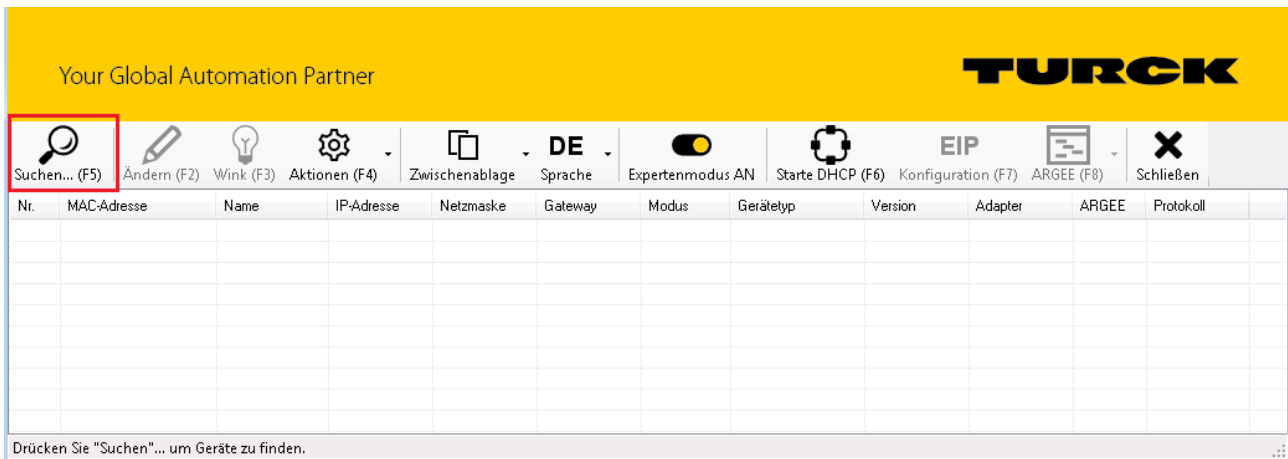 Your Global Automation Partner
TURCK
DE
EIP
Suchen... (F5) Ändern (F2) Wink (F3) Aktionen (F4) Zwischenablage Sprache Expertenmodus AN Starte DHCP (F6) Konfiguration (F7) ARGEE (F8) Schließen
Nr. MAC-Adresse Name IP-Adresse Netzmaske Gateway Modus Gerätetyp Version Adapter ARGEE Protokoll
Drücken Sie "Suchen"... um Geräte zu finden.